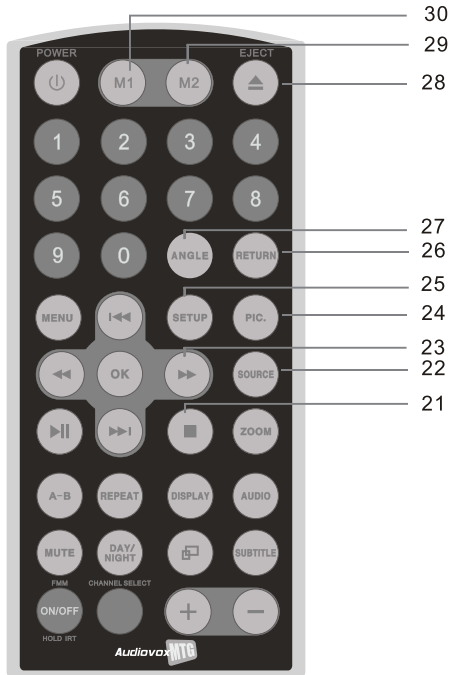 30
29
POWER
EJECT
M1 M2
28
1 2 3 4
5 6 7 8
27
9 0 ANGLE RETURN
26
25
MENU SETUP PIC.
24
23
OK SOURCE
22
21
ZOOM
A-B REPEAT DISPLAY AUDIO
MUTE DAY/NIGHT SUBTITLE
FMM CHANNEL SELECT
ON/OFF + −
HOLD IRT
Audiovox MTG